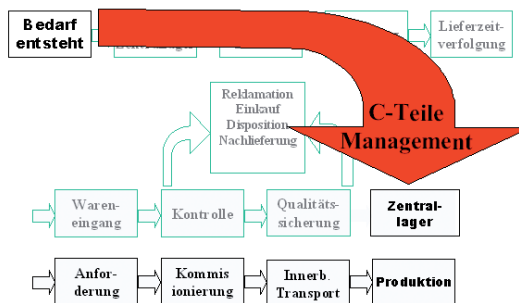 Bedarf
entsteht
Lieferzeit
verfolgung
Reklamation
Einkauf
Disposition
Nachlieferung
C-Teile
Management
Waren-
eingang
Kontrolle
Qualitäts-
sicherung
Zentral-
lager
Anfor-
derung
Kommis
ionierung
Innerb.
Transport
Produktion